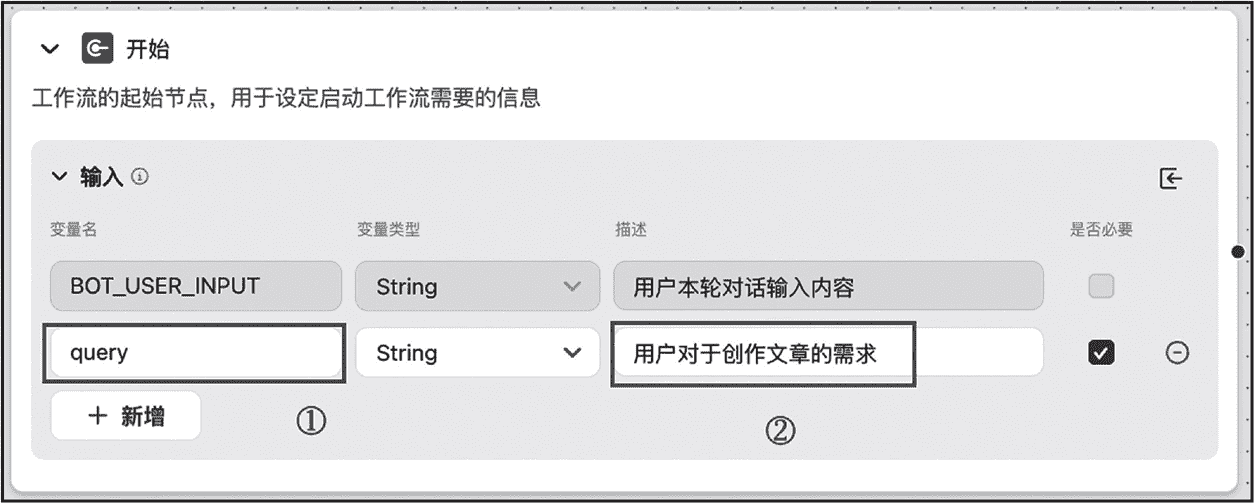 开始
工作流的起始节点，用于设定启动工作流需要的信息
输入
变量名 变量类型 描述 是否必要
BOT_USER_INPUT String 用户本轮对话输入内容
query String 用户对于创作文章的需求
+ 新增
① ②